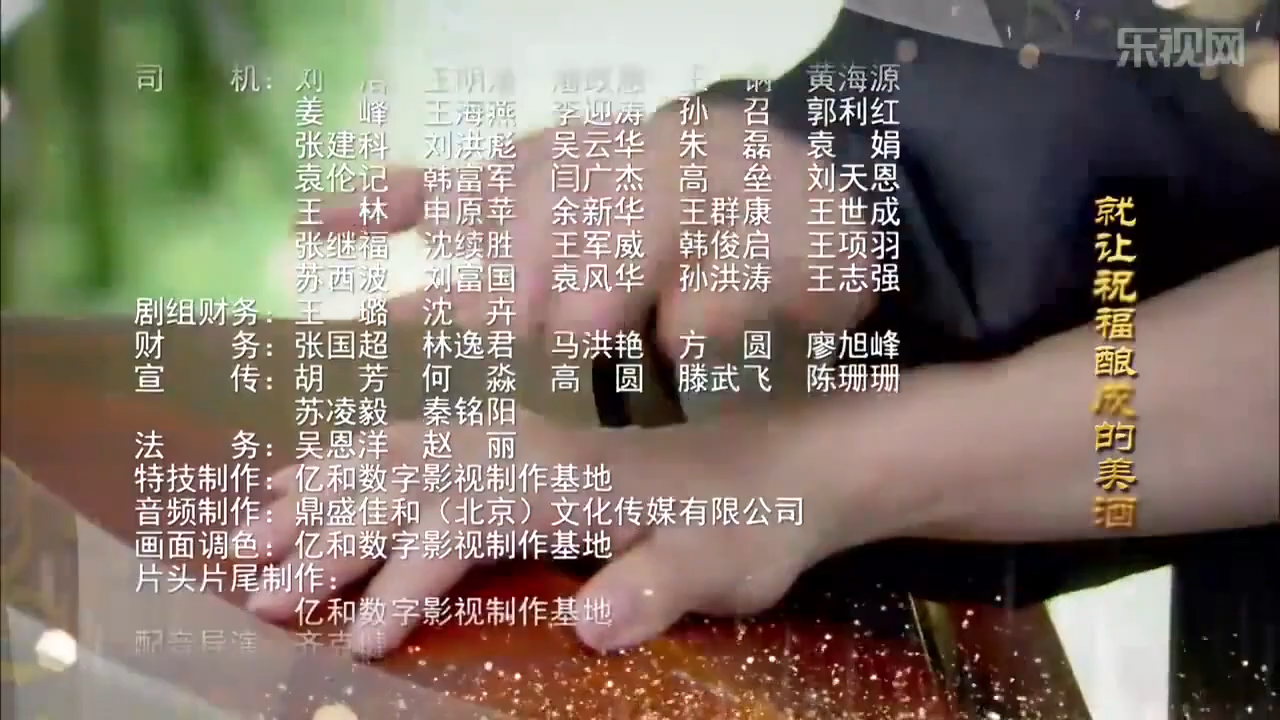 乐视网
司机：刘 王 黄海源
姜峰 王海燕 李迎涛 孙召 郭利红
张建科 刘洪彪 吴云华 朱磊 袁娟
袁伦记 韩富军 闫广杰 高垒 刘天恩
王林 申原苹 余新华 王群康 王世成
张继福 沈续胜 王军威 韩俊启 王项羽
苏西波 刘富国 袁风华 孙洪涛 王志强
剧组财务：王璐 沈卉
财务：张国超 林逸君 马洪艳 方圆 廖旭峰
宣传：胡芳 何淼 高圆 滕武飞 陈珊珊
苏凌毅 秦铭阳
法务：吴恩洋 赵丽
特技制作：亿和数字影视制作基地
音频制作：鼎盛佳和（北京）文化传媒有限公司
画面调色：亿和数字影视制作基地
片头片尾制作：
亿和数字影视制作基地
配音导演
就让祝福酿成的美酒